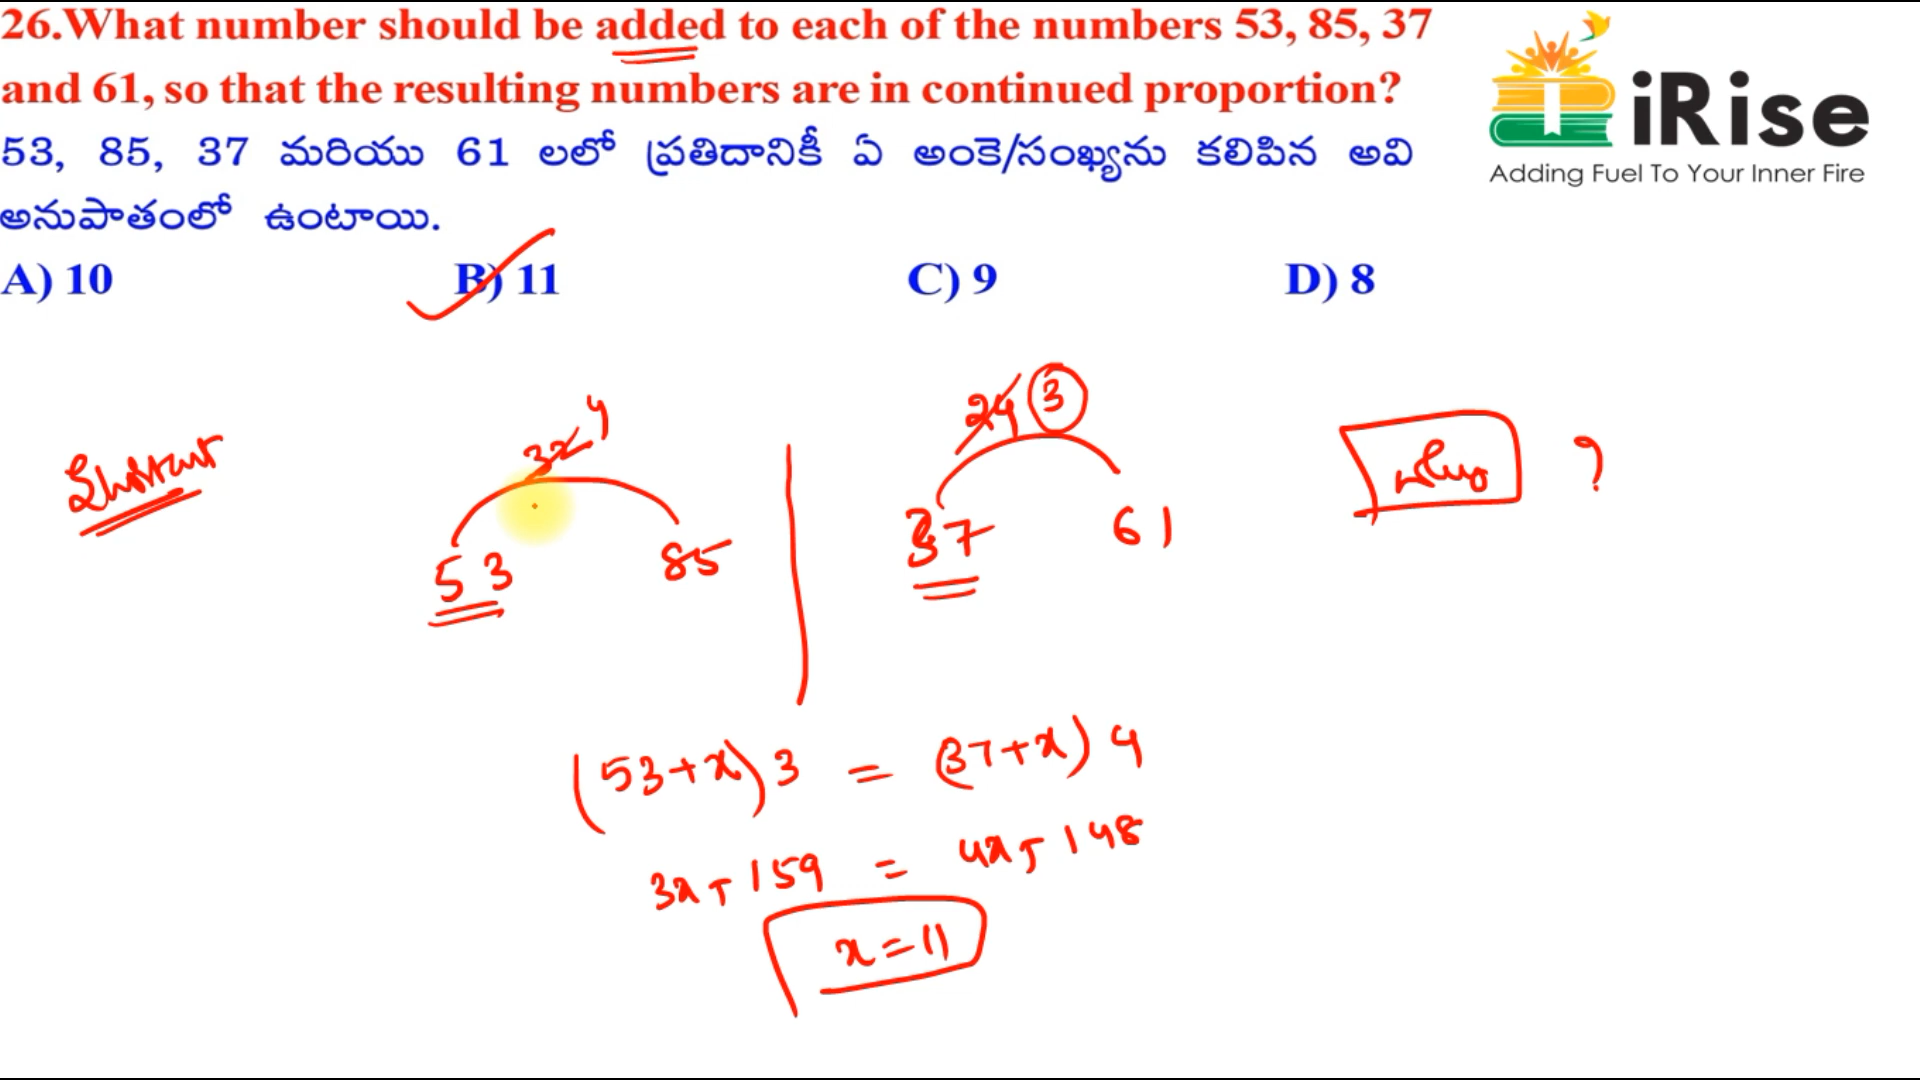 26.What number should be added to each of the numbers 53, 85, 37
and 61, so that the resulting numbers are in continued proportion?
53, 85, 37 మరియు 61 లలో ప్రతిదానికీ ఏ అంకె/సంఖ్యను కలిపిన అవి
అనుపాతంలో ఉంటాయి.
A) 10 B) 11 C) 9 D) 8
iRise
Adding Fuel To Your Inner Fire
32 4
24 3
53 85
37 61
?
(53+x)3 = (37+x)4
3x+159 = 4x+148
x=11